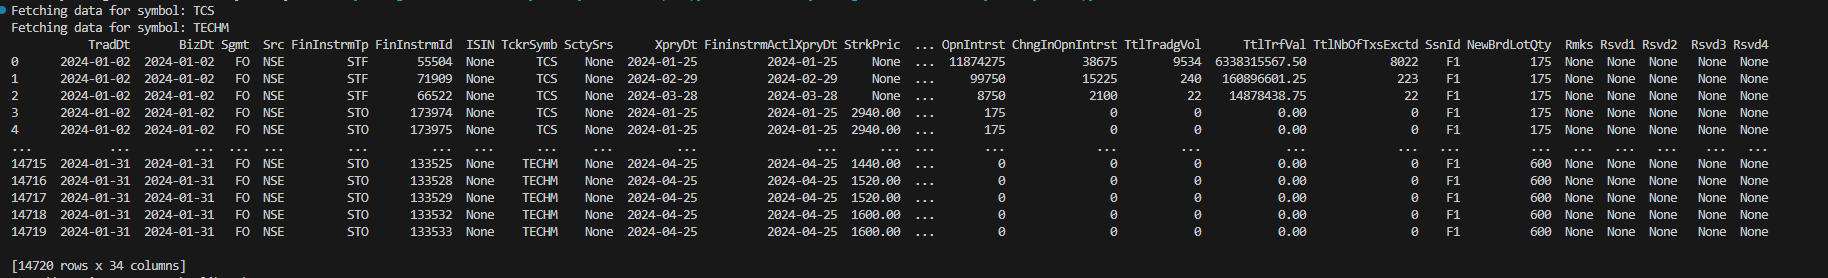 Fetching data for symbol: TCS
Fetching data for symbol: TECHM
TradDt BizDt Sgmt Src FinInstrmTp FinInstrmId ISIN TckrSymb SctySrs XpryDt FininstrmActlXpryDt StrkPric ... OpnIntrst ChngInOpnIntrst TtlTradgVol TtlTrfVal TtlNbOfTxsExctd SsnId NewBrdLotQty Rmks Rsvd1 Rsvd2 Rsvd3 Rsvd4
0 2024-01-02 2024-01-02 FO NSE STF 55504 None TCS None 2024-01-25 2024-01-25 None ... 11874275 38675 9534 6338315567.50 8022 F1 175 None None None None None
1 2024-01-02 2024-01-02 FO NSE STF 71909 None TCS None 2024-02-29 2024-02-29 None ... 99750 15225 240 160896601.25 223 F1 175 None None None None None
2 2024-01-02 2024-01-02 FO NSE STF 66522 None TCS None 2024-03-28 2024-03-28 None ... 8750 2100 22 14878438.75 22 F1 175 None None None None None
3 2024-01-02 2024-01-02 FO NSE STO 173974 None TCS None 2024-01-25 2024-01-25 2940.00 ... 175 0 0 0.00 0 F1 175 None None None None None
4 2024-01-02 2024-01-02 FO NSE STO 173975 None TCS None 2024-01-25 2024-01-25 2940.00 ... 175 0 0 0.00 0 F1 175 None None None None None
... ... ... ... ... ... ... ... ... ... ... ... ... ... ... ... ... ... ... ... ... ... ... ... ... ...
14715 2024-01-31 2024-01-31 FO NSE STO 133525 None TECHM None 2024-04-25 2024-04-25 1440.00 ... 0 0 0 0.00 0 F1 600 None None None None None
14716 2024-01-31 2024-01-31 FO NSE STO 133528 None TECHM None 2024-04-25 2024-04-25 1520.00 ... 0 0 0 0.00 0 F1 600 None None None None None
14717 2024-01-31 2024-01-31 FO NSE STO 133529 None TECHM None 2024-04-25 2024-04-25 1520.00 ... 0 0 0 0.00 0 F1 600 None None None None None
14718 2024-01-31 2024-01-31 FO NSE STO 133532 None TECHM None 2024-04-25 2024-04-25 1600.00 ... 0 0 0 0.00 0 F1 600 None None None None None
14719 2024-01-31 2024-01-31 FO NSE STO 133533 None TECHM None 2024-04-25 2024-04-25 1600.00 ... 0 0 0 0.00 0 F1 600 None None None None None
[14720 rows x 34 columns]